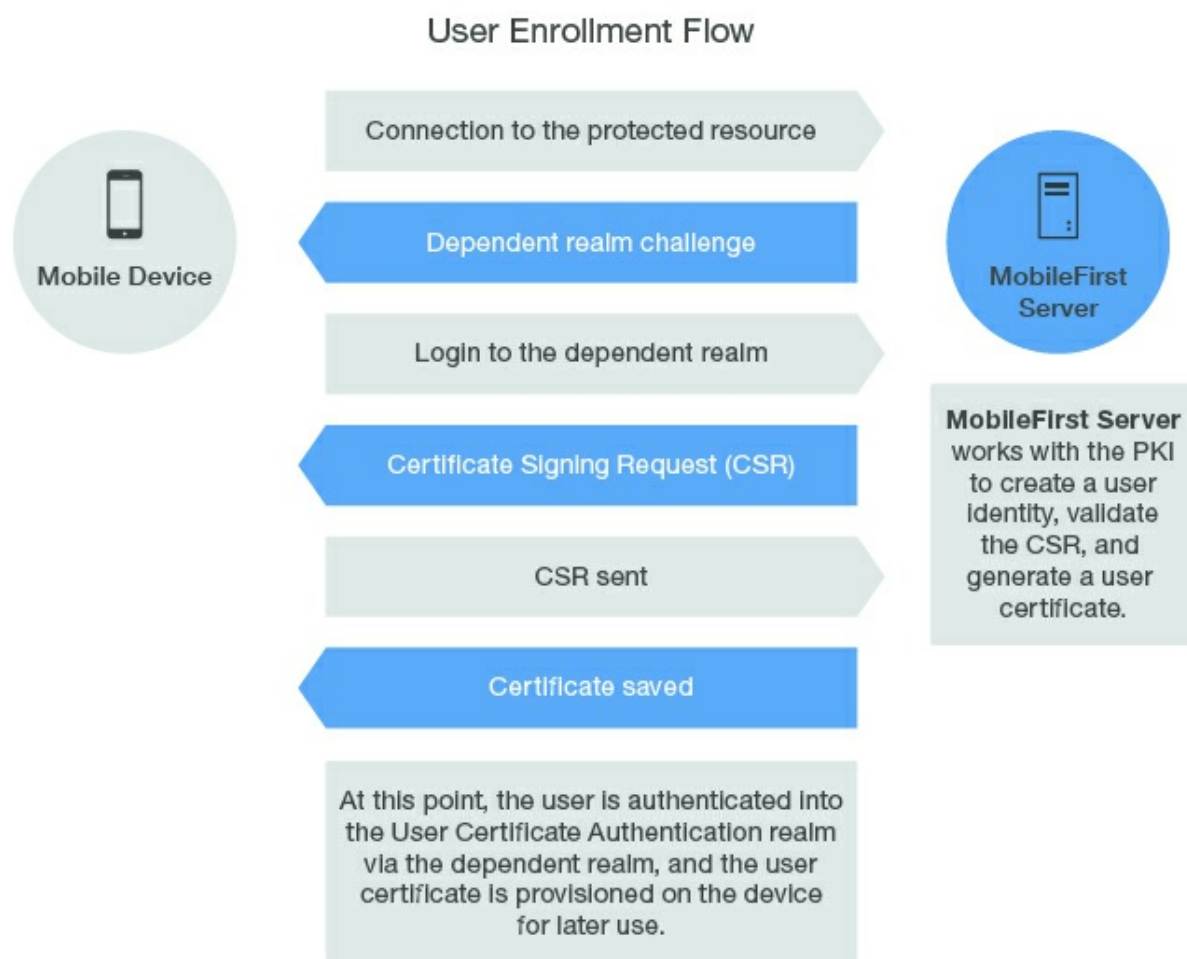 User Enrollment Flow
Connection to the protected resource
Mobile Device
Dependent realm challenge
MobileFirst
Server
Login to the dependent realm
Certificate Signing Request (CSR)
MobileFirst Server
works with the PKI
to create a user
identity, validate
the CSR, and
generate a user
certificate.
CSR sent
Certificate saved
At this point, the user is authenticated into
the User Certificate Authentication realm
via the dependent realm, and the user
certificate is provisioned on the device
for later use.